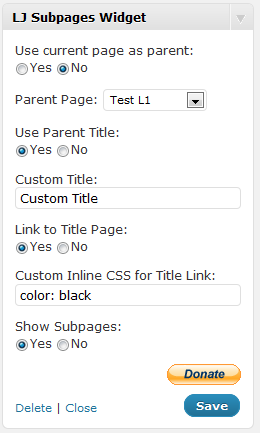 LJ Subpages Widget
Use current page as parent:
Yes No
Parent Page: Test L1
Use Parent Title:
Yes No
Custom Title:
Custom Title
Link to Title Page:
Yes No
Custom Inline CSS for Title Link:
color: black
Show Subpages:
Yes No
Donate
Delete | Close Save